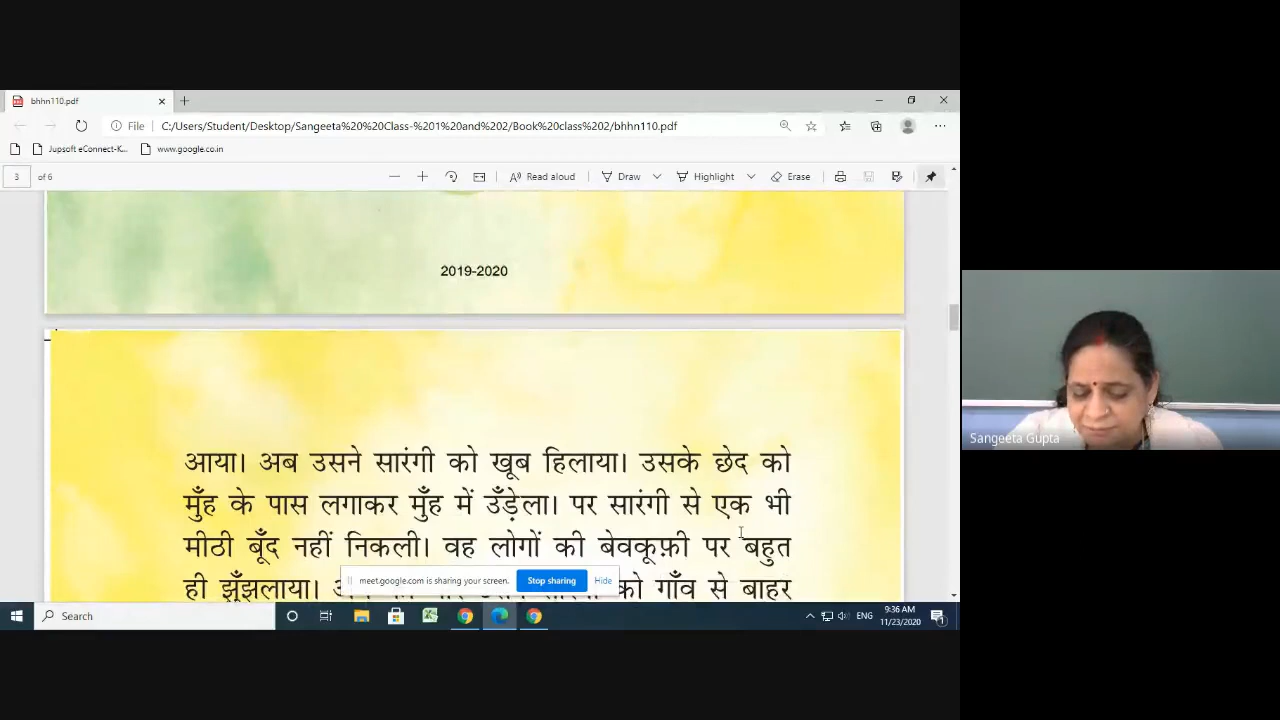 bhhn110.pdf
File C:/Users/Student/Desktop/Sangeeta%20%20Class-%201%20and%202/Book%20class%202/bhhn110.pdf
Jupsoft eConnect-K... www.google.co.in
3 of 6 Read aloud Draw Highlight Erase
2019-2020
आया। अब उसने सारंगी को खूब हिलाया। उसके छेद को
मुँह के पास लगाकर मुँह में उँड़ेला। पर सारंगी से एक भी
मीठी बूँद नहीं निकली। वह लोगों की बेवकूफ़ी पर बहुत
ही झुँझलाया। को गाँव से बाहर
meet.google.com is sharing your screen. Stop sharing Hide
Sangeeta Gupta
Search
ENG
9:36 AM
11/23/2020
1